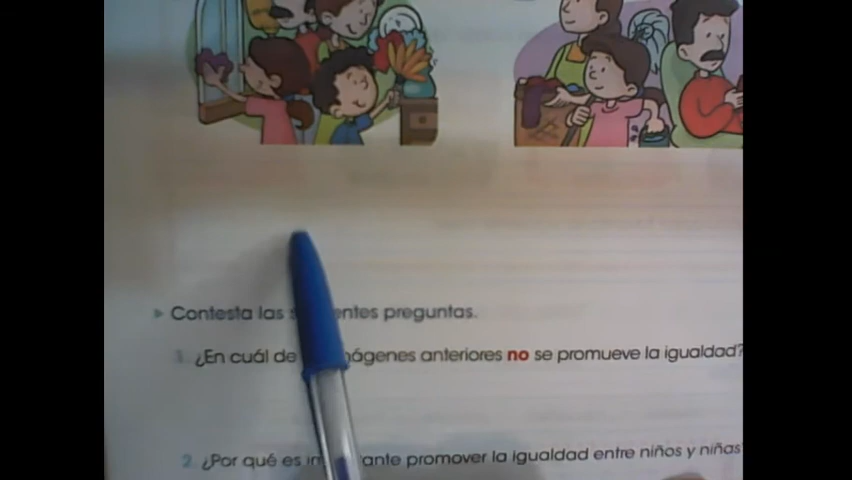 Contesta las s entes preguntas.
1. ¿En cuál de ágenes anteriores no se promueve la igualdad?
2. ¿Por qué es im ante promover la igualdad entre niños y niñas